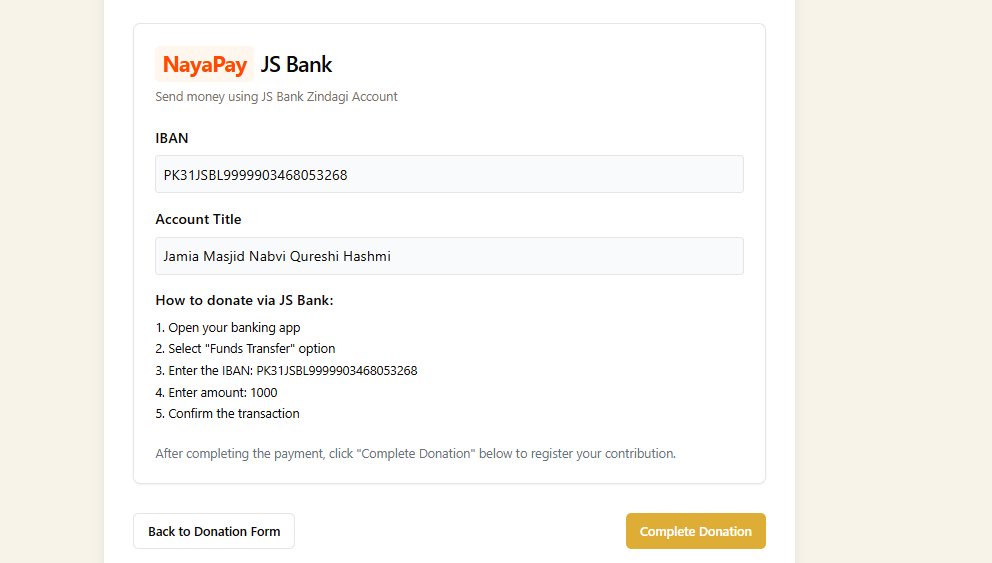 NayaPay JS Bank
Send money using JS Bank Zindagi Account
IBAN
PK31JSBL9999903468053268
Account Title
Jamia Masjid Nabvi Qureshi Hashmi
How to donate via JS Bank:
1. Open your banking app
2. Select "Funds Transfer" option
3. Enter the IBAN: PK31JSBL9999903468053268
4. Enter amount: 1000
5. Confirm the transaction
After completing the payment, click "Complete Donation" below to register your contribution.
Back to Donation Form
Complete Donation